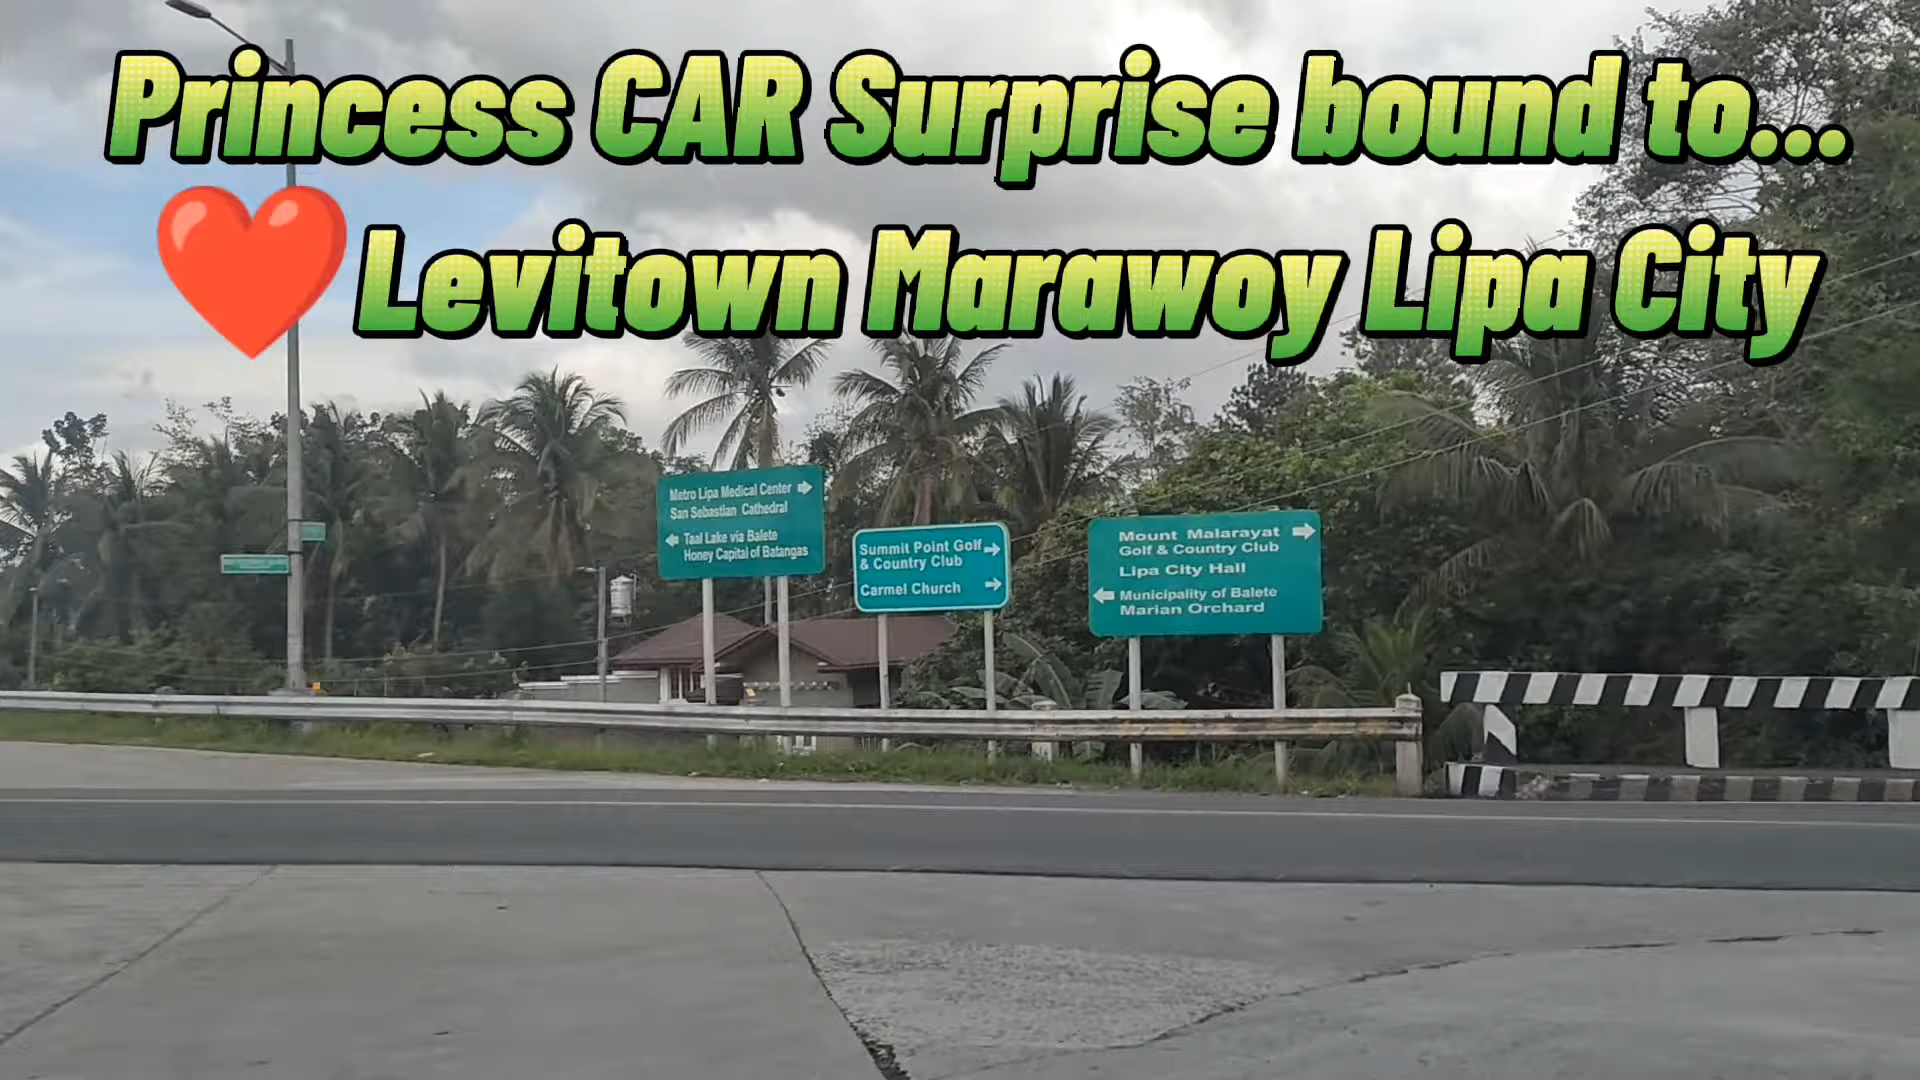 Princess CAR Surprise bound to...
Levitown Marawoy Lipa City
Metro Lipa Medical Center
San Sebastian Cathedral
Taal Lake via Balete
Honey Capital of Batangas
Summit Point Golf
& Country Club
Carmel Church
Mount Malarayat
Golf & Country Club
Lipa City Hall
Municipality of Balete
Marian Orchard